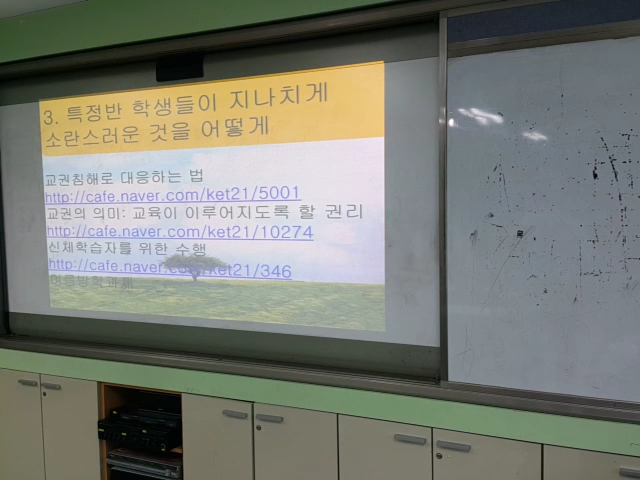 3. 특정반 학생들이 지나치게
소란스러운 것을 어떻게
교권침해로 대응하는 법
http://cafe.naver.com/ket21/5001
교권의 의미: 교육이 이루어지도록 할 권리
http://cafe.naver.com/ket21/10274
신체학습자를 위한 수행
http://cafe.naver.com/ket21/346